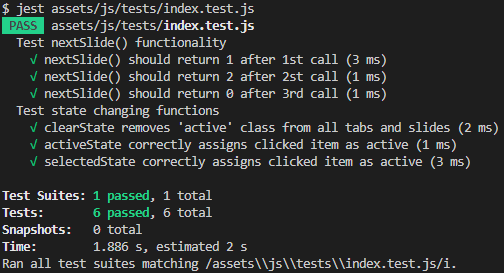 $ jest assets/js/tests/index.test.js
PASS assets/js/tests/index.test.js
Test nextSlide() functionality
√ nextSlide() should return 1 after 1st call (3 ms)
√ nextSlide() should return 2 after 2st call (1 ms)
√ nextSlide() should return 0 after 3rd call (1 ms)
Test state changing functions
√ clearState removes 'active' class from all tabs and slides (2 ms)
√ activeState correctly assigns clicked item as active (1 ms)
√ selectedState correctly assigns clicked item as active (3 ms)
Test Suites: 1 passed, 1 total
Tests: 6 passed, 6 total
Snapshots: 0 total
Time: 1.886 s, estimated 2 s
Ran all test suites matching /assets\\js\\tests\\index.test.js/i.